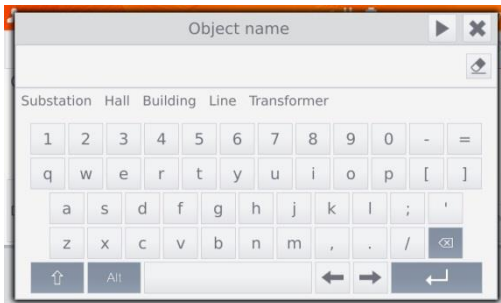 Object name
Substation Hall Building Line Transformer
1 2 3 4 5 6 7 8 9 0 - =
q w e r t y u i o p [ ]
a s d f g h j k l ; '
z x c v b n m , . /
Alt